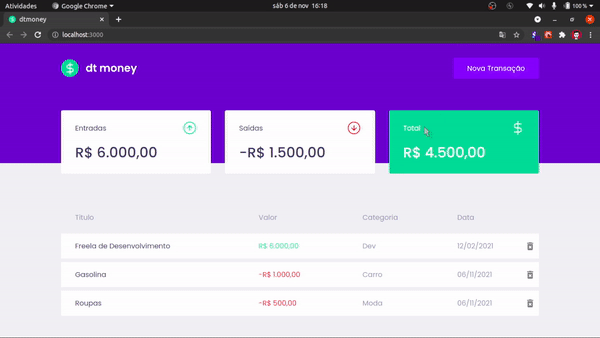 Atividades Google Chrome sáb 6 de nov 16:18 100 %
dtmoney
localhost:3000
dt money Nova Transação
Entradas Saídas Total
R$ 6.000,00 -R$ 1.500,00 R$ 4.500,00
Título Valor Categoria Data
Freela de Desenvolvimento R$ 6.000,00 Dev 12/02/2021
Gasolina -R$ 1.000,00 Carro 06/11/2021
Roupas -R$ 500,00 Moda 06/11/2021